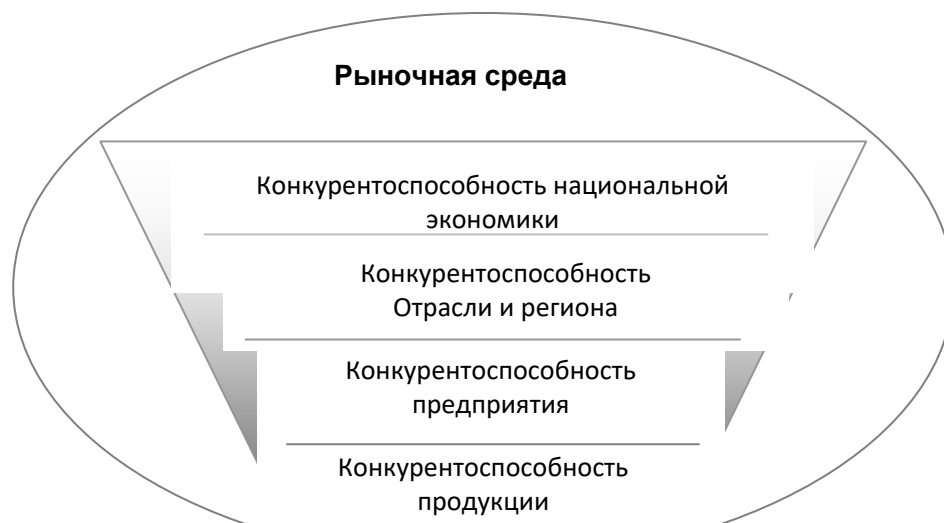 Рыночная среда
Конкурентоспособность национальной
экономики
Конкурентоспособность
Отрасли и региона
Конкурентоспособность
предприятия
Конкурентоспособность
продукции